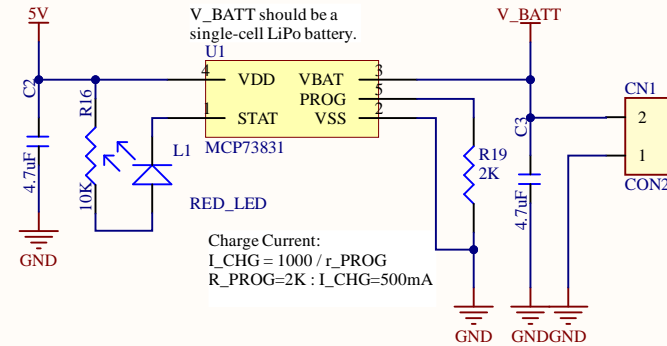 5V
V_BATT should be a
single-cell LiPo battery.
V_BATT
U1
4 VDD VBAT 3
PROG 5
1 STAT VSS 2
MCP73831
C2
4.7uF
R16
10K
L1
RED_LED
R19
2K
C3
4.7uF
CN1
2
1
CON2
Charge Current:
I_CHG = 1000 / r_PROG
R_PROG=2K : I_CHG=500mA
GND
GND
GND
GND